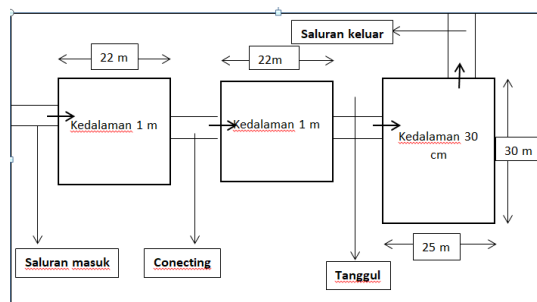 Saluran keluar
22 m
22m
Kedalaman 1 m
Kedalaman 1 m
Kedalaman 30
cm
30 m
25 m
Saluran masuk
Conecting
Tanggul